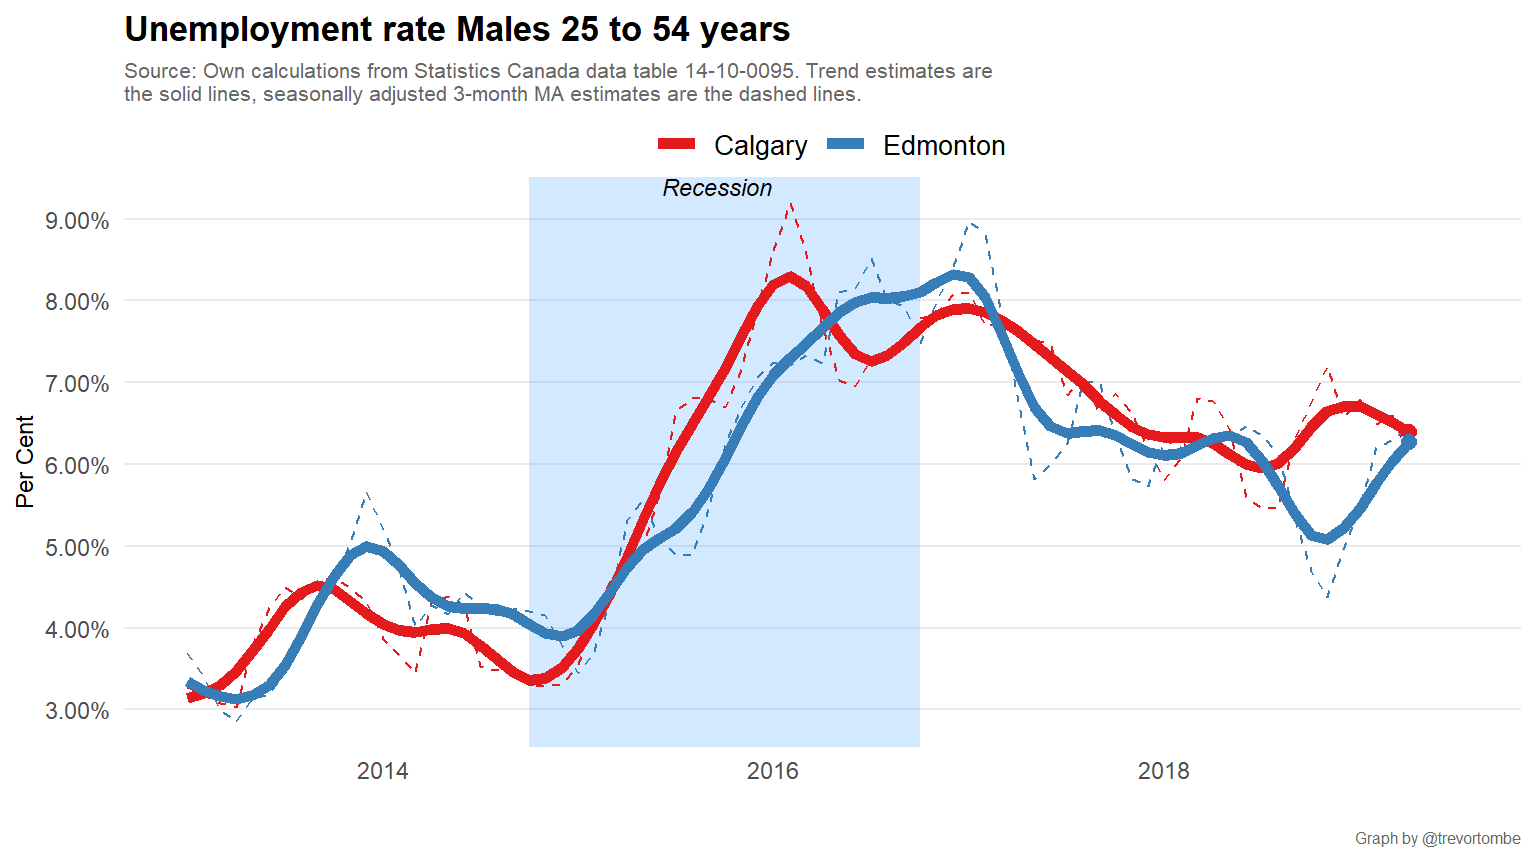 Unemployment rate Males 25 to 54 years
Source: Own calculations from Statistics Canada data table 14-10-0095. Trend estimates are
the solid lines, seasonally adjusted 3-month MA estimates are the dashed lines.
Calgary Edmonton
Recession
9.00%
8.00%
7.00%
6.00%
5.00%
4.00%
3.00%
Per Cent
2014 2016 2018
Graph by @trevortombe